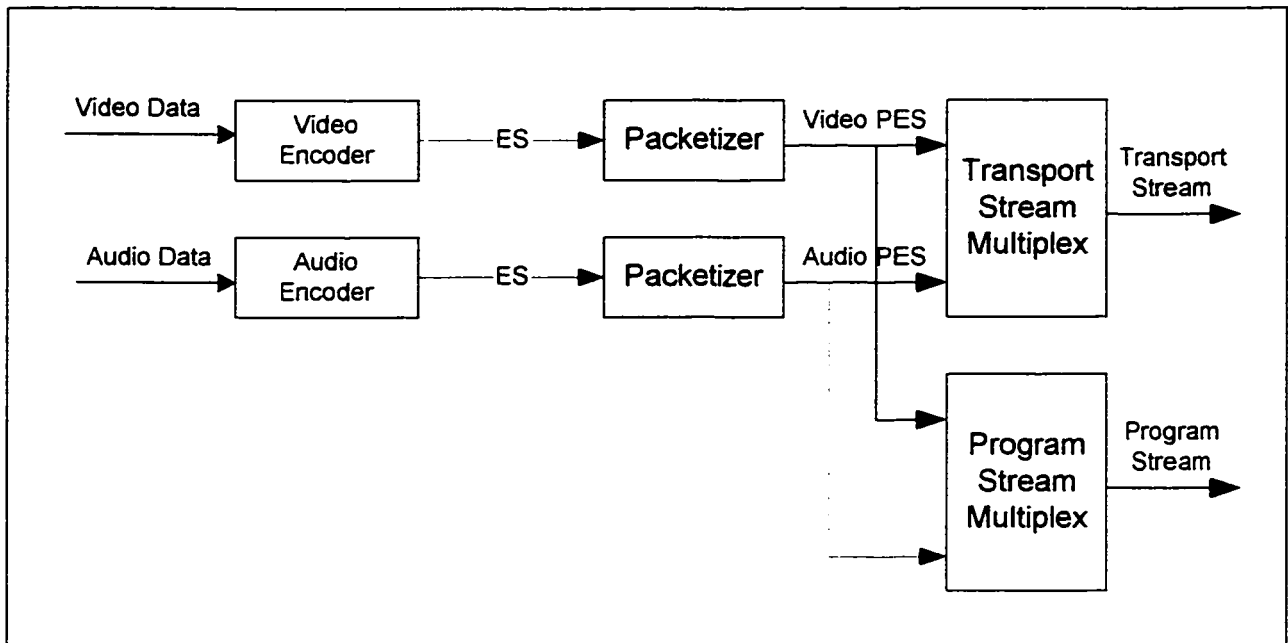 Video Data
Video
Encoder
ES
Packetizer
Video PES
Transport
Stream
Multiplex
Transport
Stream
Audio Data
Audio
Encoder
ES
Packetizer
Audio PES
Program
Stream
Multiplex
Program
Stream